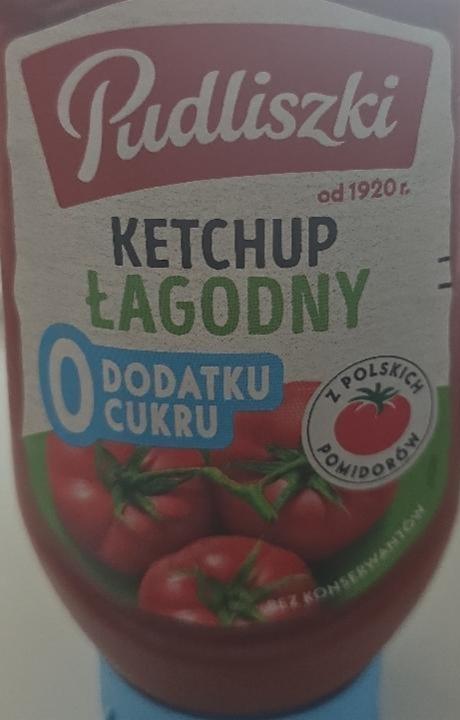 Pudliszki
od 1920 r.
KETCHUP
ŁAGODNY
0 DODATKU
CUKRU
Z POLSKICH
POMIDORÓW
BEZ KONSERWANTÓW